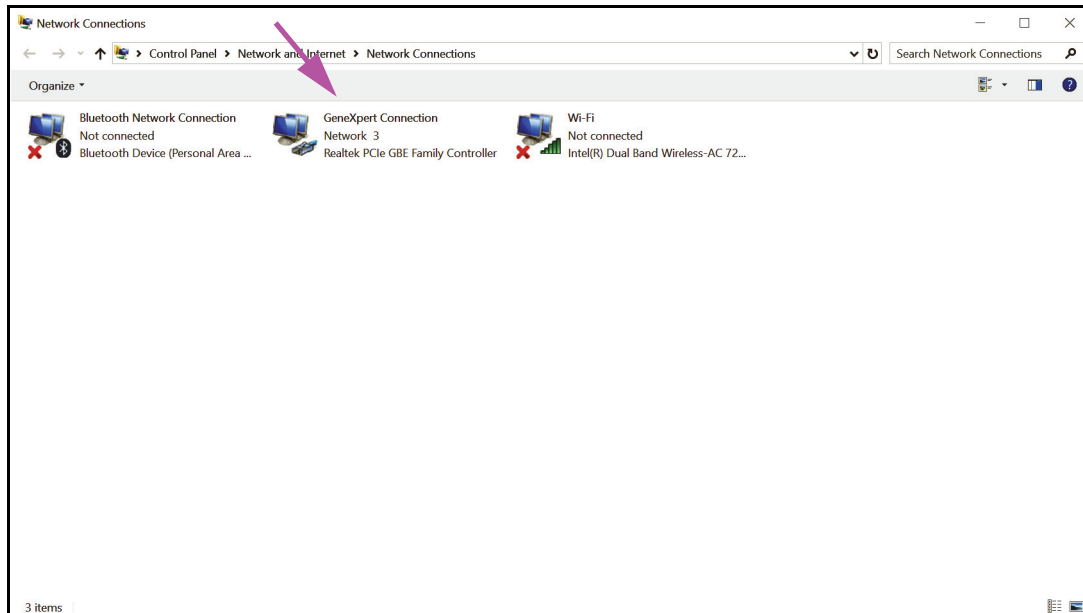 Network Connections
Control Panel > Network and Internet > Network Connections
Search Network Connections
Organize
Bluetooth Network Connection
Not connected
Bluetooth Device (Personal Area ...
GeneXpert Connection
Network 3
Realtek PCIe GBE Family Controller
Wi-Fi
Not connected
Intel(R) Dual Band Wireless-AC 72...
3 items